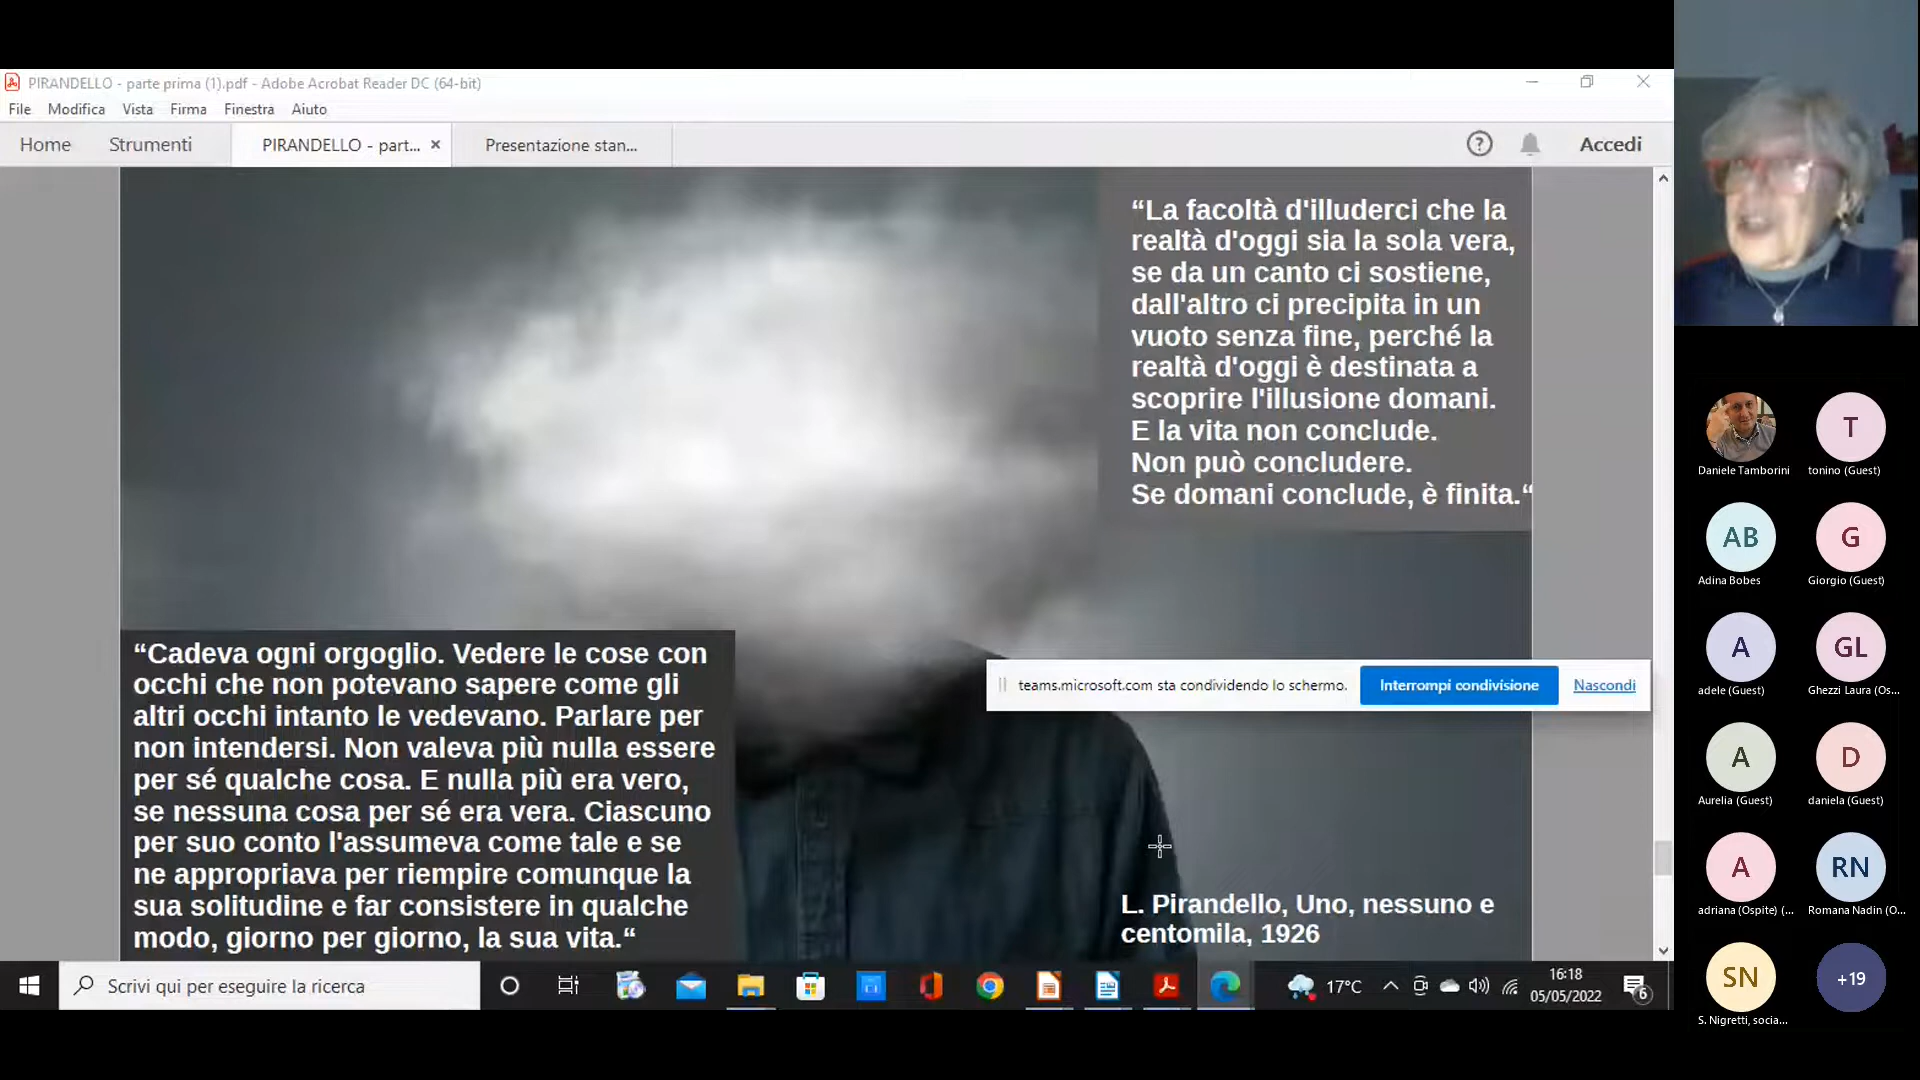 PIRANDELLO - parte prima (1).pdf - Adobe Acrobat Reader DC (64-bit)
File Modifica Vista Firma Finestra Aiuto
Home Strumenti PIRANDELLO - part... × Presentazione stan... ? Accedi
“La facoltà d'illuderci che la
realtà d'oggi sia la sola vera,
se da un canto ci sostiene,
dall'altro ci precipita in un
vuoto senza fine, perché la
realtà d'oggi è destinata a
scoprire l'illusione domani.
E la vita non conclude.
Non può concludere.
Se domani conclude, è finita.“
“Cadeva ogni orgoglio. Vedere le cose con
occhi che non potevano sapere come gli
altri occhi intanto le vedevano. Parlare per
non intendersi. Non valeva più nulla essere
per sé qualche cosa. E nulla più era vero,
se nessuna cosa per sé era vera. Ciascuno
per suo conto l'assumeva come tale e se
ne appropriava per riempire comunque la
sua solitudine e far consistere in qualche
modo, giorno per giorno, la sua vita.“
teams.microsoft.com sta condividendo lo schermo. Interrompi condivisione Nascondi
L. Pirandello, Uno, nessuno e
centomila, 1926
Scrivi qui per eseguire la ricerca
17°C
16:18
05/05/2022
6
Daniele Tamborini
T
tonino (Guest)
AB
Adina Bobes
G
Giorgio (Guest)
A
adele (Guest)
GL
Ghezzi Laura (Os...
A
Aurelia (Guest)
D
daniela (Guest)
A
adriana (Ospite) (...
RN
Romana Nadin (O...
SN
S. Nigretti, socia...
+19